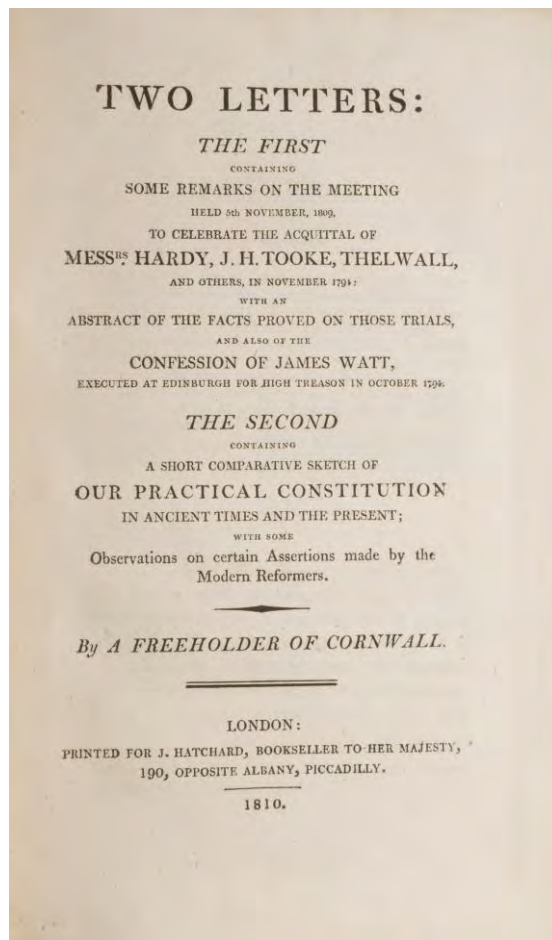 TWO LETTERS:
THE FIRST
CONTAINING
SOME REMARKS ON THE MEETING
HELD 5th NOVEMBER, 1809,
TO CELEBRATE THE ACQUITTAL OF
MESSRS. HARDY, J. H. TOOKE, THELWALL,
AND OTHERS, IN NOVEMBER 1794:
WITH AN
ABSTRACT OF THE FACTS PROVED ON THOSE TRIALS,
AND ALSO OF THE
CONFESSION OF JAMES WATT,
EXECUTED AT EDINBURGH FOR HIGH TREASON IN OCTOBER 1794.
THE SECOND
CONTAINING
A SHORT COMPARATIVE SKETCH OF
OUR PRACTICAL CONSTITUTION
IN ANCIENT TIMES AND THE PRESENT;
WITH SOME
Observations on certain Assertions made by the
Modern Reformers.
By A FREEHOLDER OF CORNWALL.
LONDON:
PRINTED FOR J. HATCHARD, BOOKSELLER TO HER MAJESTY,
190, OPPOSITE ALBANY, PICCADILLY.
1810.